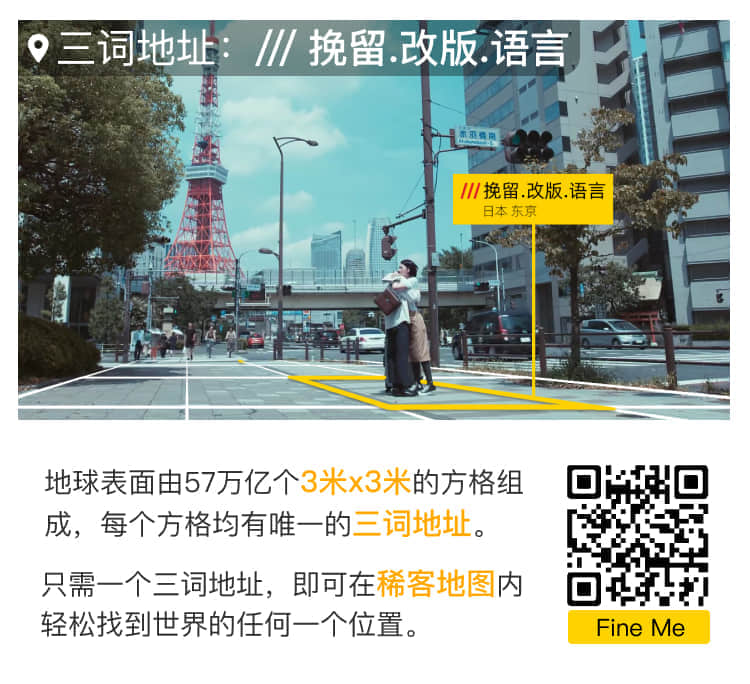 三词地址： /// 挽留.改版.语言
赤羽橋南
/// 挽留.改版.语言
日本 东京
地球表面由57万亿个3米x3米的方格组
成，每个方格均有唯一的三词地址。
只需一个三词地址，即可在稀客地图内
轻松找到世界的任何一个位置。
Fine Me